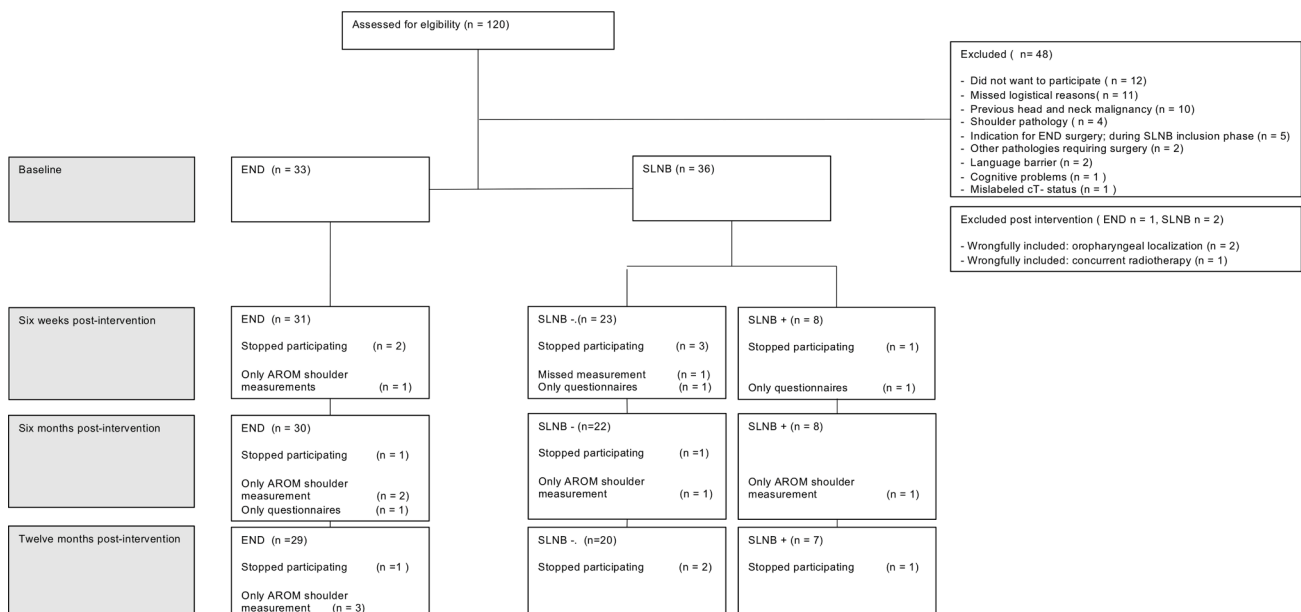 Assessed for elgibility (n = 120)
Excluded ( n= 48)
- Did not want to participate ( n = 12)
- Missed logistical reasons( n = 11)
- Previous head and neck malignancy (n = 10)
- Shoulder pathology ( n = 4)
- Indication for END surgery; during SLNB inclusion phase (n = 5)
- Other pathologies requiring surgery (n = 2)
- Language barrier (n = 2)
- Cognitive problems (n = 1 )
- Mislabeled cT- status (n = 1 )
Baseline
END (n = 33)
SLNB (n = 36)
Excluded post intervention ( END n = 1, SLNB n = 2)
- Wrongfully included: oropharyngeal localization (n = 2)
- Wrongfully included: concurrent radiotherapy (n = 1)
Six weeks post-intervention
END (n = 31)
Stopped participating (n = 2)
Only AROM shoulder
measurements (n = 1)
SLNB -.(n = 23)
Stopped participating (n = 3)
Missed measurement (n = 1)
Only questionnaires (n = 1)
SLNB + (n = 8)
Stopped participating (n = 1)
Only questionnaires (n = 1)
Six months post-intervention
END (n = 30)
Stopped participating (n = 1)
Only AROM shoulder
measurement (n = 2)
Only questionnaires (n = 1)
SLNB - (n=22)
Stopped participating (n =1)
Only AROM shoulder
measurement (n = 1)
SLNB + (n = 8)
Only AROM shoulder
measurement (n = 1)
Twelve months post-intervention
END (n =29)
Stopped participating (n =1 )
Only AROM shoulder
measurement (n = 3)
SLNB -. (n=20)
Stopped participating (n = 2)
SLNB + (n = 7)
Stopped participating (n = 1)